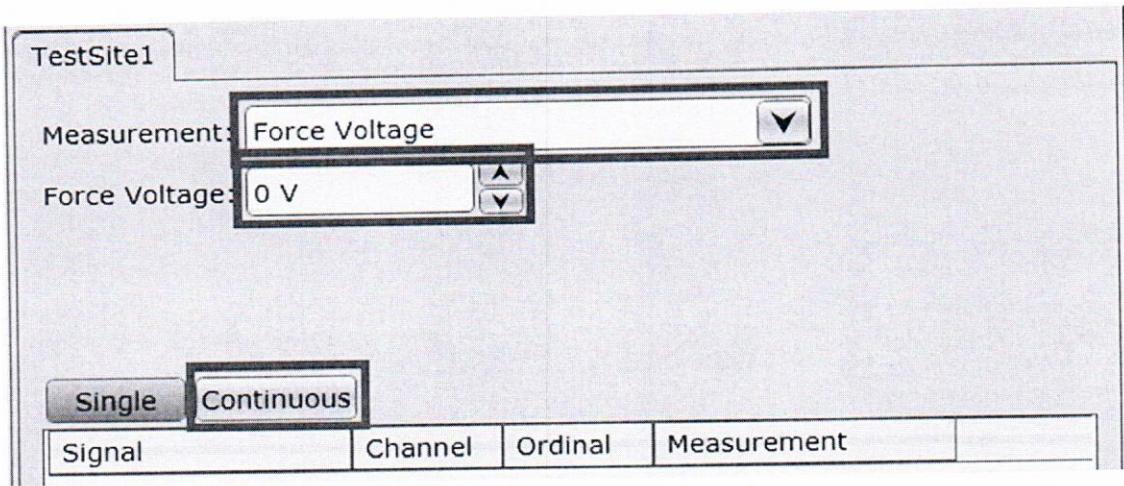 TestSite1
Measurement: Force Voltage
Force Voltage: 0 V
Single Continuous
Signal Channel Ordinal Measurement